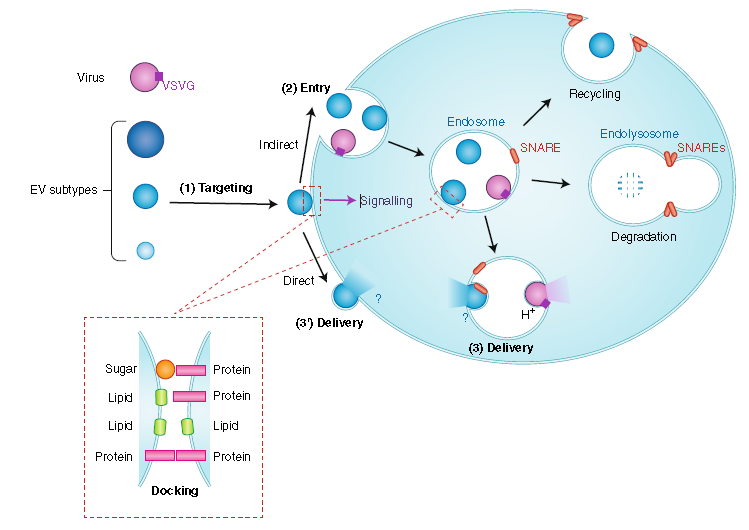 Virus
VSVG
EV subtypes
(1) Targeting
(2) Entry
Indirect
Signalling
Direct
?
(3') Delivery
Endosome
SNARE
Recycling
Endolysosome
SNAREs
Degradation
?
H+
(3) Delivery
Sugar
Protein
Lipid
Protein
Lipid
Lipid
Protein
Protein
Docking